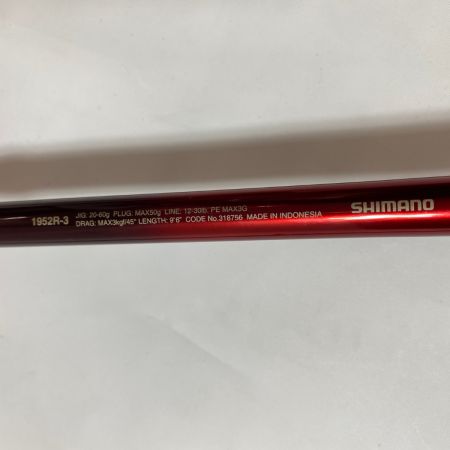 1952R-3
JIG: 20-60g PLUG: MAX50g LINE: 12-30lb. PE MAX3G
DRAG: MAX3kgf/45° LENGTH: 9'6" CODE No.318756 MADE IN INDONESIA
SHIMANO